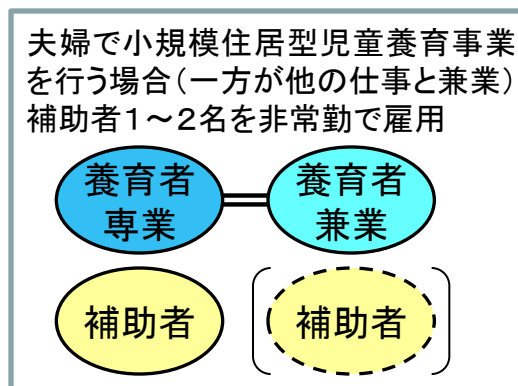 夫婦で小規模住居型児童養育事業
を行う場合（一方が他の仕事と兼業）
補助者１～２名を非常勤で雇用
養育者
専業
養育者
兼業
補助者
補助者